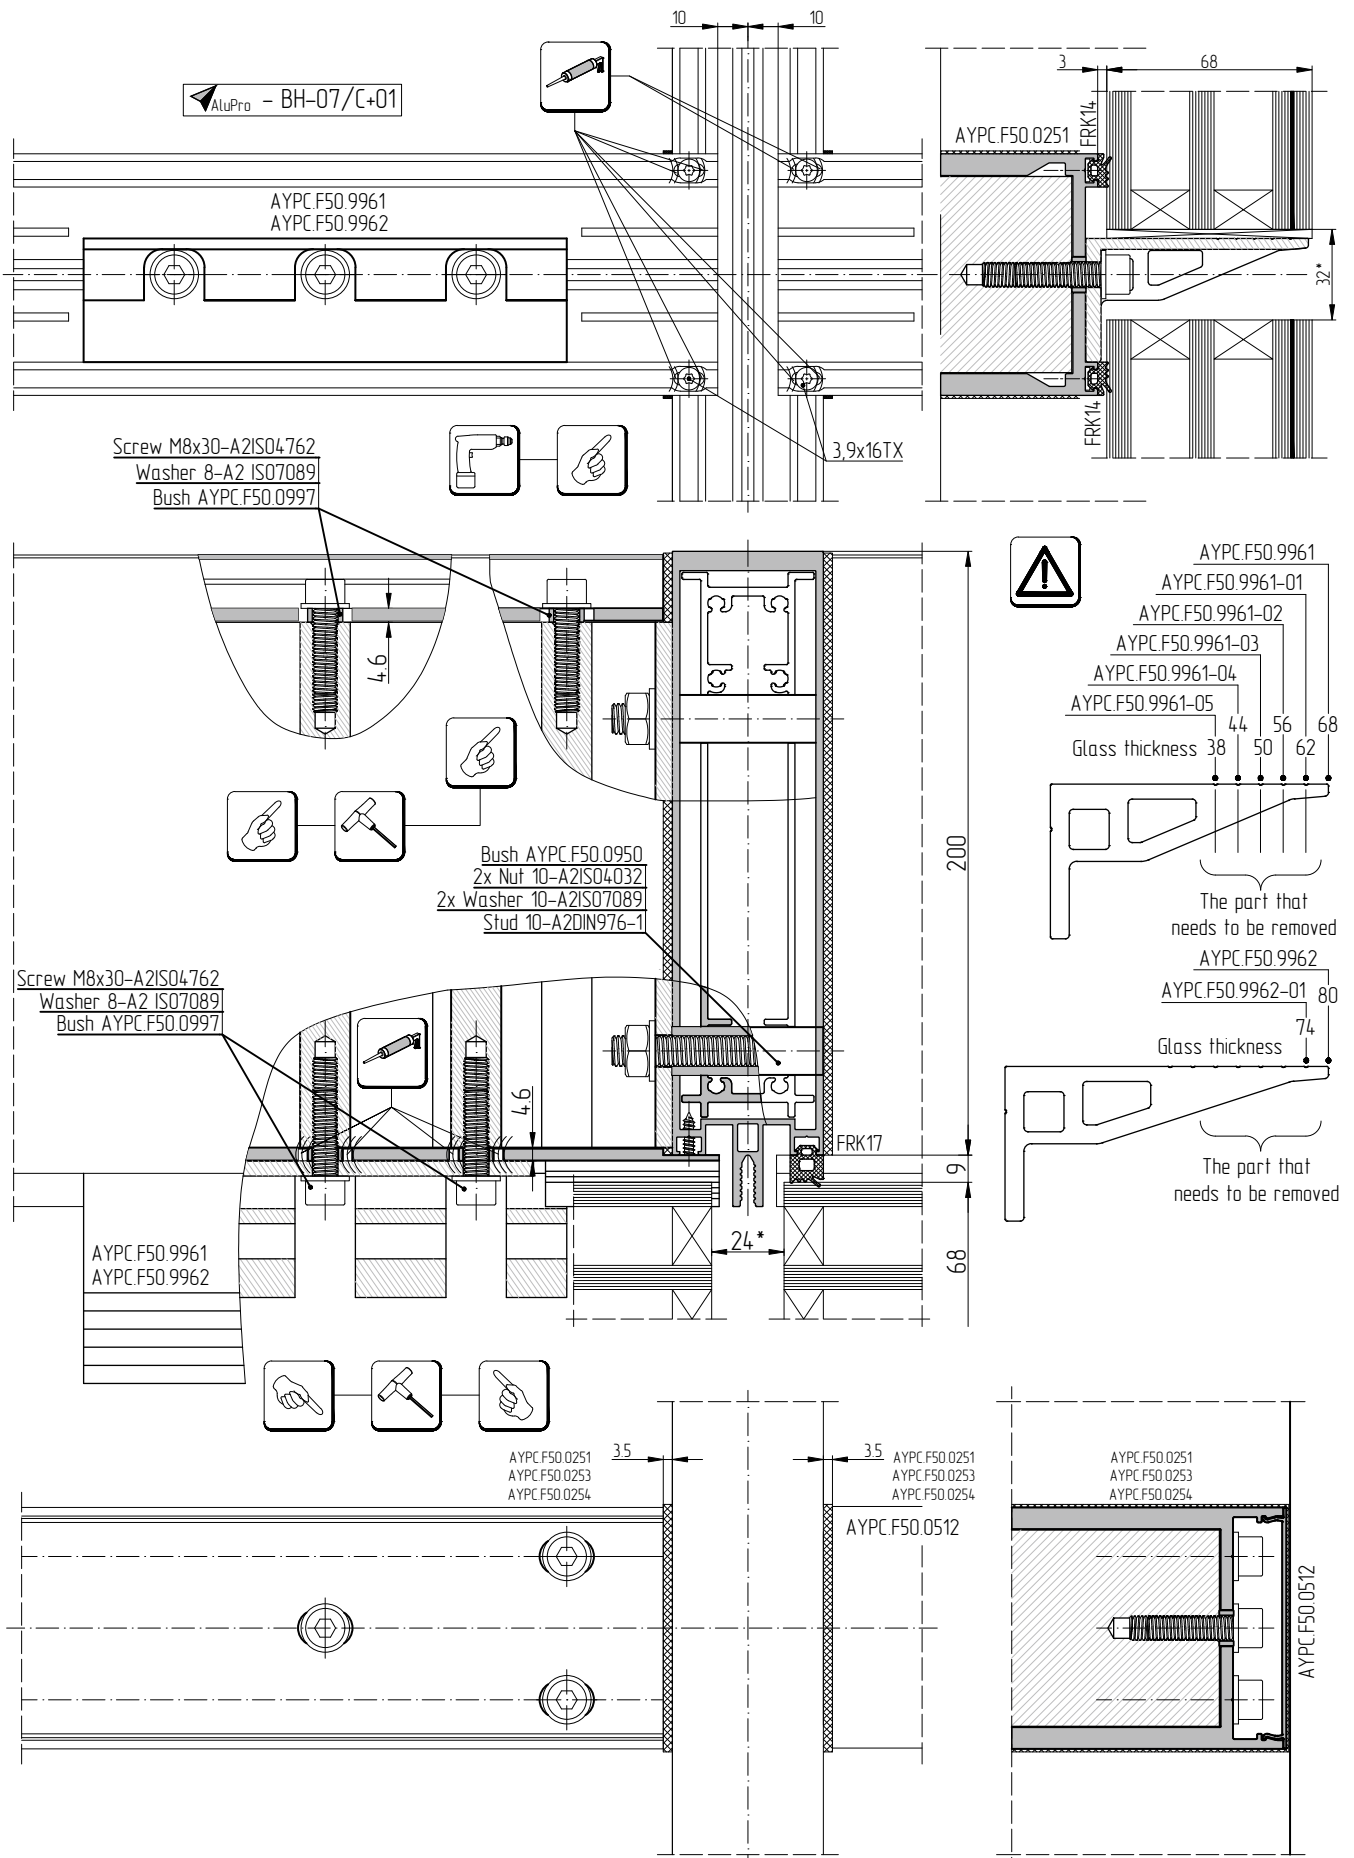 10
10
AluPro - BH-07/C+01
3
68
FRK14
AYPC.F50.0251
AYPC.F50.9961
AYPC.F50.9962
32*
FRK14
3,9x16TX
Screw M8x30-A2ISO4762
Washer 8-A2 ISO7089
Bush AYPC.F50.0997
4.6
AYPC.F50.9961
AYPC.F50.9961-01
AYPC.F50.9961-02
AYPC.F50.9961-03
AYPC.F50.9961-04
AYPC.F50.9961-05
44
56
68
Glass thickness 38
50
62
200
The part that
needs to be removed
Bush AYPC.F50.0950
2x Nut 10-A2ISO4032
2x Washer 10-A2ISO7089
Stud 10-A2DIN976-1
AYPC.F50.9962
AYPC.F50.9962-01
80
74
Glass thickness
Screw M8x30-A2ISO4762
Washer 8-A2 ISO7089
Bush AYPC.F50.0997
4.6
FRK17
9
The part that
needs to be removed
24*
68
AYPC.F50.9961
AYPC.F50.9962
AYPC.F50.0251
AYPC.F50.0253
AYPC.F50.0254
3.5
3.5
AYPC.F50.0251
AYPC.F50.0253
AYPC.F50.0254
AYPC.F50.0512
AYPC.F50.0251
AYPC.F50.0253
AYPC.F50.0254
AYPC.F50.0512